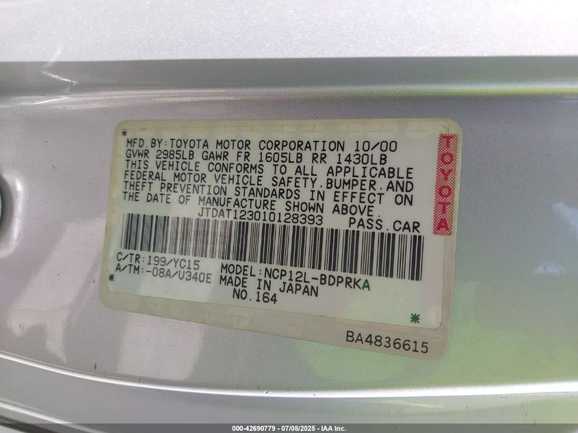 MFD BY:TOYOTA MOTOR CORPORATION 10/00
GVWR 2985LB GAWR FR 1605LB RR 1430LB
THIS VEHICLE CONFORMS TO ALL APPLICABLE
FEDERAL MOTOR VEHICLE SAFETY,BUMPER,AND
THEFT PREVENTION STANDARDS IN EFFECT ON
THE DATE OF MANUFACTURE SHOWN ABOVE.
JTDAT123010128393 PASS.CAR
C/TR:199/YC15 MODEL:NCP12L-BDPRKA
A/TM:-08A/U340E MADE IN JAPAN
NO.164
TOYOTA
BA4836615
000-42690779 - 07/08/2025 - IAA Inc.